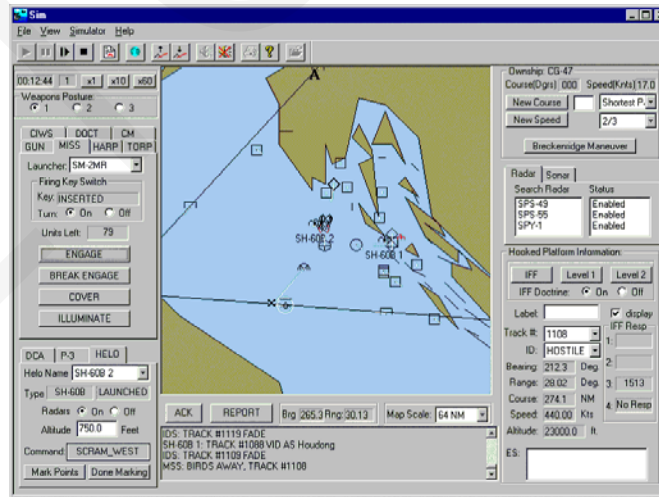 Sim
File View Simulator Help
00:12:44 1 x1 x10 x60
Weapons Posture:
1 2 3
CIWS DOCT CM
GUN MISS HARP TORP
Launcher: SM-2MR
Firing Key Switch
Key: INSERTED
Turn: On Off
Units Left: 79
ENGAGE
BREAK ENGAGE
COVER
ILLUMINATE
DCA P-3 HELO
Helo Name SH-60B 2
Type SH-60B LAUNCHED
Radars On Off
Altitude 750.0 Feet
Command: SCRAM_WEST
Mark Points Done Marking
A
SH-60B 2
SH-60B 1
ACK REPORT Brg 265.3 Rng: 30.13 Map Scale: 64 NM
IDS: TRACK #1119 FADE
SH-60B 1: TRACK #1088 VID AS Houdong
IDS: TRACK #1109 FADE
MSS: BIRDS AWAY, TRACK #1108
Ownship: CG-47
Course(Dgrs) 000 Speed(Knts) 17.0
New Course Shortest P
New Speed 2/3
Breckenidge Maneuver
Radar Sonar
Search Radar Status
SPS-49 Enabled
SPS-55 Enabled
SPY-1 Enabled
Hooked Platform Information:
IFF Level 1 Level 2
IFF Doctrine: On Off
Label: display
Track #: 1108 IFF Resp
ID: HOSTILE 1:
Bearing: 212.3 Deg. 2:
Range: 28.02 Deg. 3: 1513
Course: 274.1 NM
Speed: 440.00 Kts 4: No Resp
Altitude: 23000.0 ft.
ES: